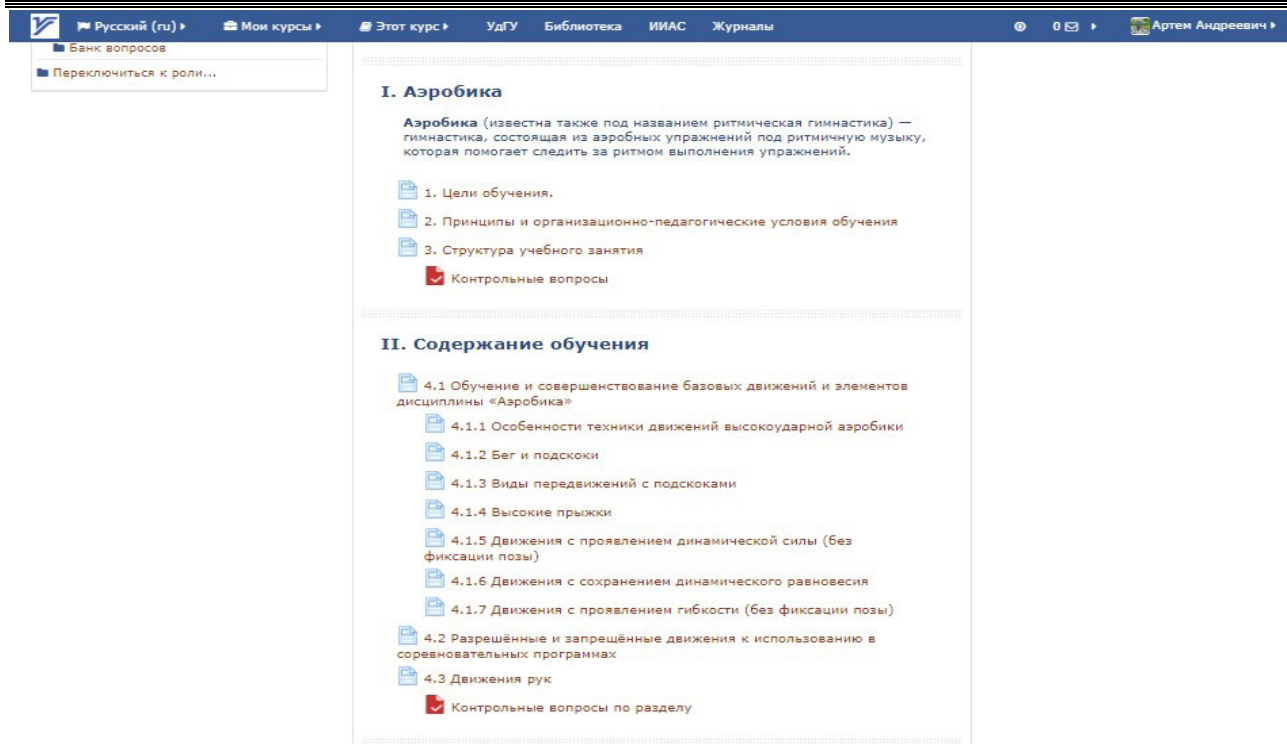 Русский (ru) Мои курсы Этот курс УдГУ Библиотека ИИАС Журналы 0 Артем Андреевич
Банк вопросов
Переключиться к роли...
I. Аэробика
Аэробика (известна также под названием ритмическая гимнастика) —
гимнастика, состоящая из аэробных упражнений под ритмичную музыку,
которая помогает следить за ритмом выполнения упражнений.
1. Цели обучения.
2. Принципы и организационно-педагогические условия обучения
3. Структура учебного занятия
Контрольные вопросы
II. Содержание обучения
4.1 Обучение и совершенствование базовых движений и элементов
дисциплины «Аэробика»
4.1.1 Особенности техники движений высокоударной аэробики
4.1.2 Бег и подскоки
4.1.3 Виды передвижений с подскоками
4.1.4 Высокие прыжки
4.1.5 Движения с проявлением динамической силы (без
фиксации позы)
4.1.6 Движения с сохранением динамического равновесия
4.1.7 Движения с проявлением гибкости (без фиксации позы)
4.2 Разрешённые и запрещённые движения к использованию в
соревновательных программах
4.3 Движения рук
Контрольные вопросы по разделу